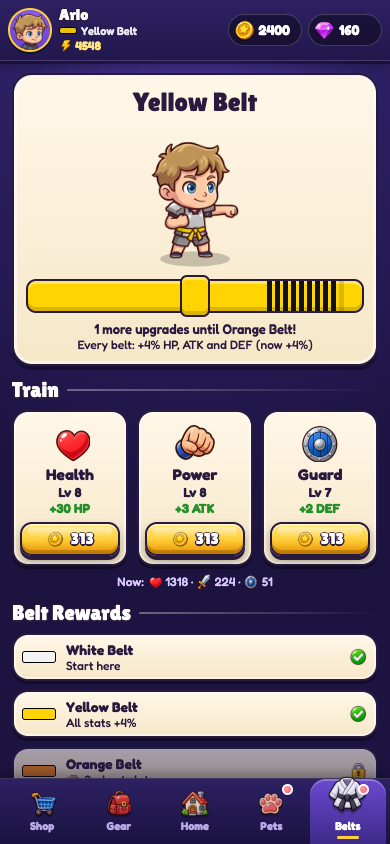 Arlo
Yellow Belt
4548
2400
160
Yellow Belt
1 more upgrades until Orange Belt!
Every belt: +4% HP, ATK and DEF (now +4%)
Train
Health
Lv 8
+30 HP
313
Power
Lv 8
+3 ATK
313
Guard
Lv 7
+2 DEF
313
Now: 1318 · 224 · 51
Belt Rewards
White Belt
Start here
Yellow Belt
All stats +4%
Orange Belt
Shop
Gear
Home
Pets
Belts